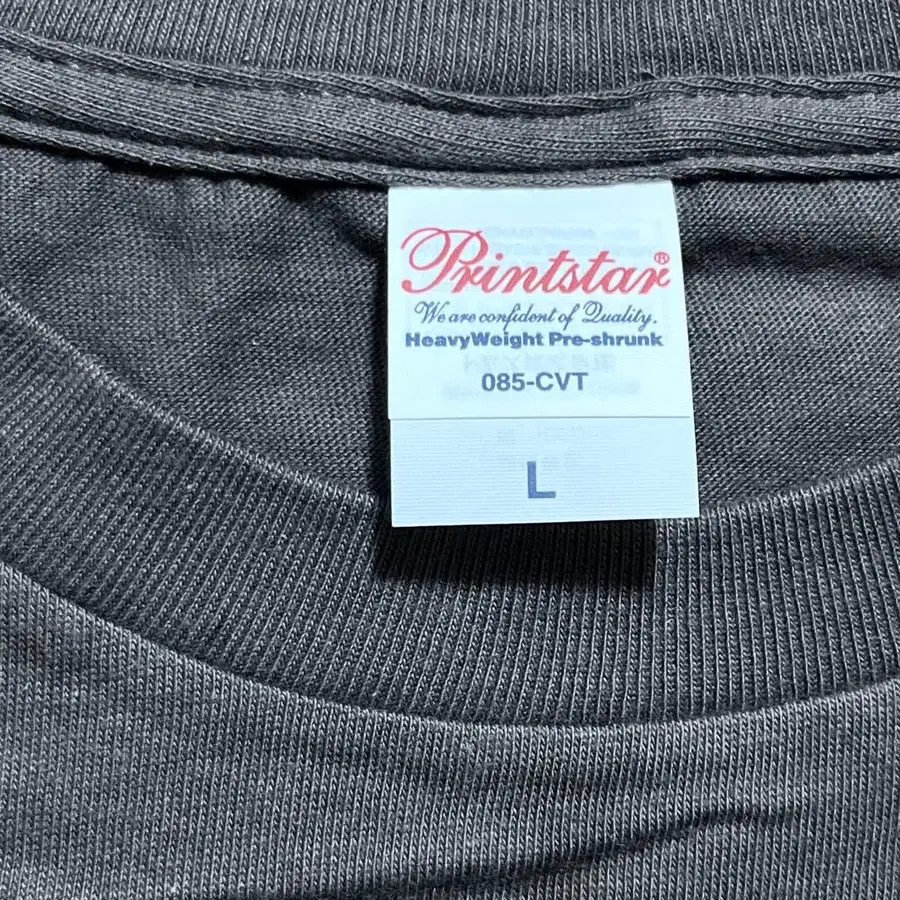 Printstar®
We are confident of Quality.
HeavyWeight Pre-shrunk
085-CVT
L